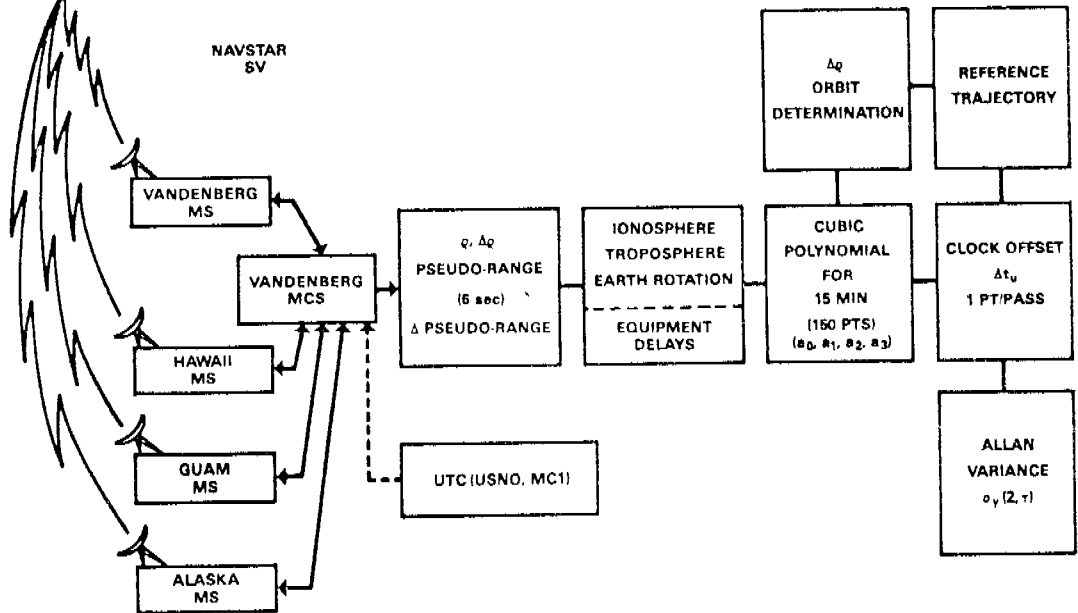 NAVSTAR
SV
VANDENBERG
MS
VANDENBERG
MCS
HAWAII
MS
GUAM
MS
ALASKA
MS
ϱ, Δϱ
PSEUDO-RANGE
(6 sec)
Δ PSEUDO-RANGE
UTC (USNO, MC1)
IONOSPHERE
TROPOSPHERE
EARTH ROTATION
EQUIPMENT
DELAYS
Δϱ
ORBIT
DETERMINATION
REFERENCE
TRAJECTORY
CUBIC
POLYNOMIAL
FOR
15 MIN
(150 PTS)
(a₀, a₁, a₂, a₃)
CLOCK OFFSET
Δtᵤ
1 PT/PASS
ALLAN
VARIANCE
σᵧ (2, τ)